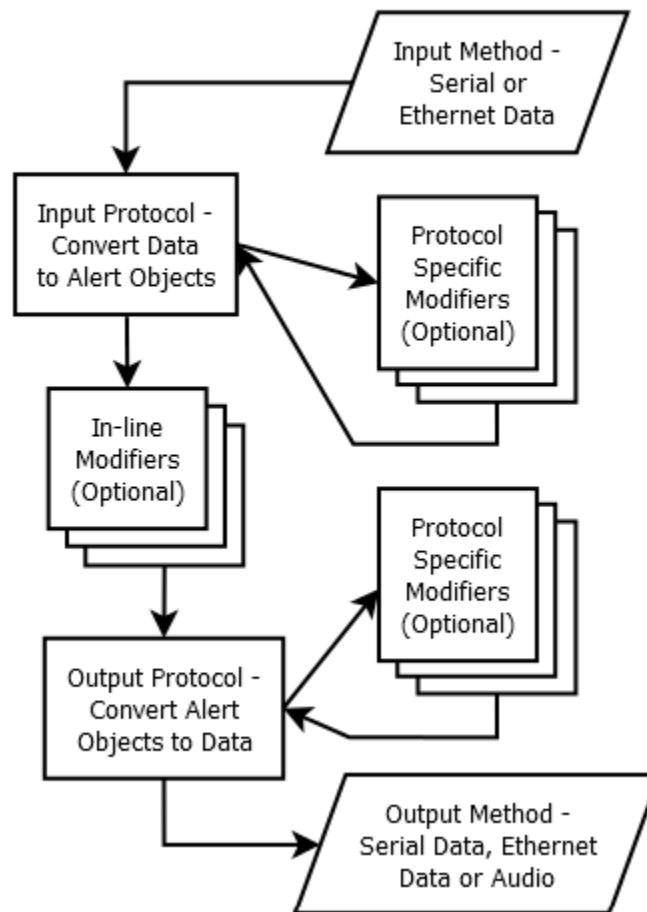 Input Method -
Serial or
Ethernet Data
Input Protocol -
Convert Data
to Alert Objects
Protocol
Specific
Modifiers
(Optional)
In-line
Modifiers
(Optional)
Protocol
Specific
Modifiers
(Optional)
Output Protocol -
Convert Alert
Objects to Data
Output Method -
Serial Data, Ethernet
Data or Audio